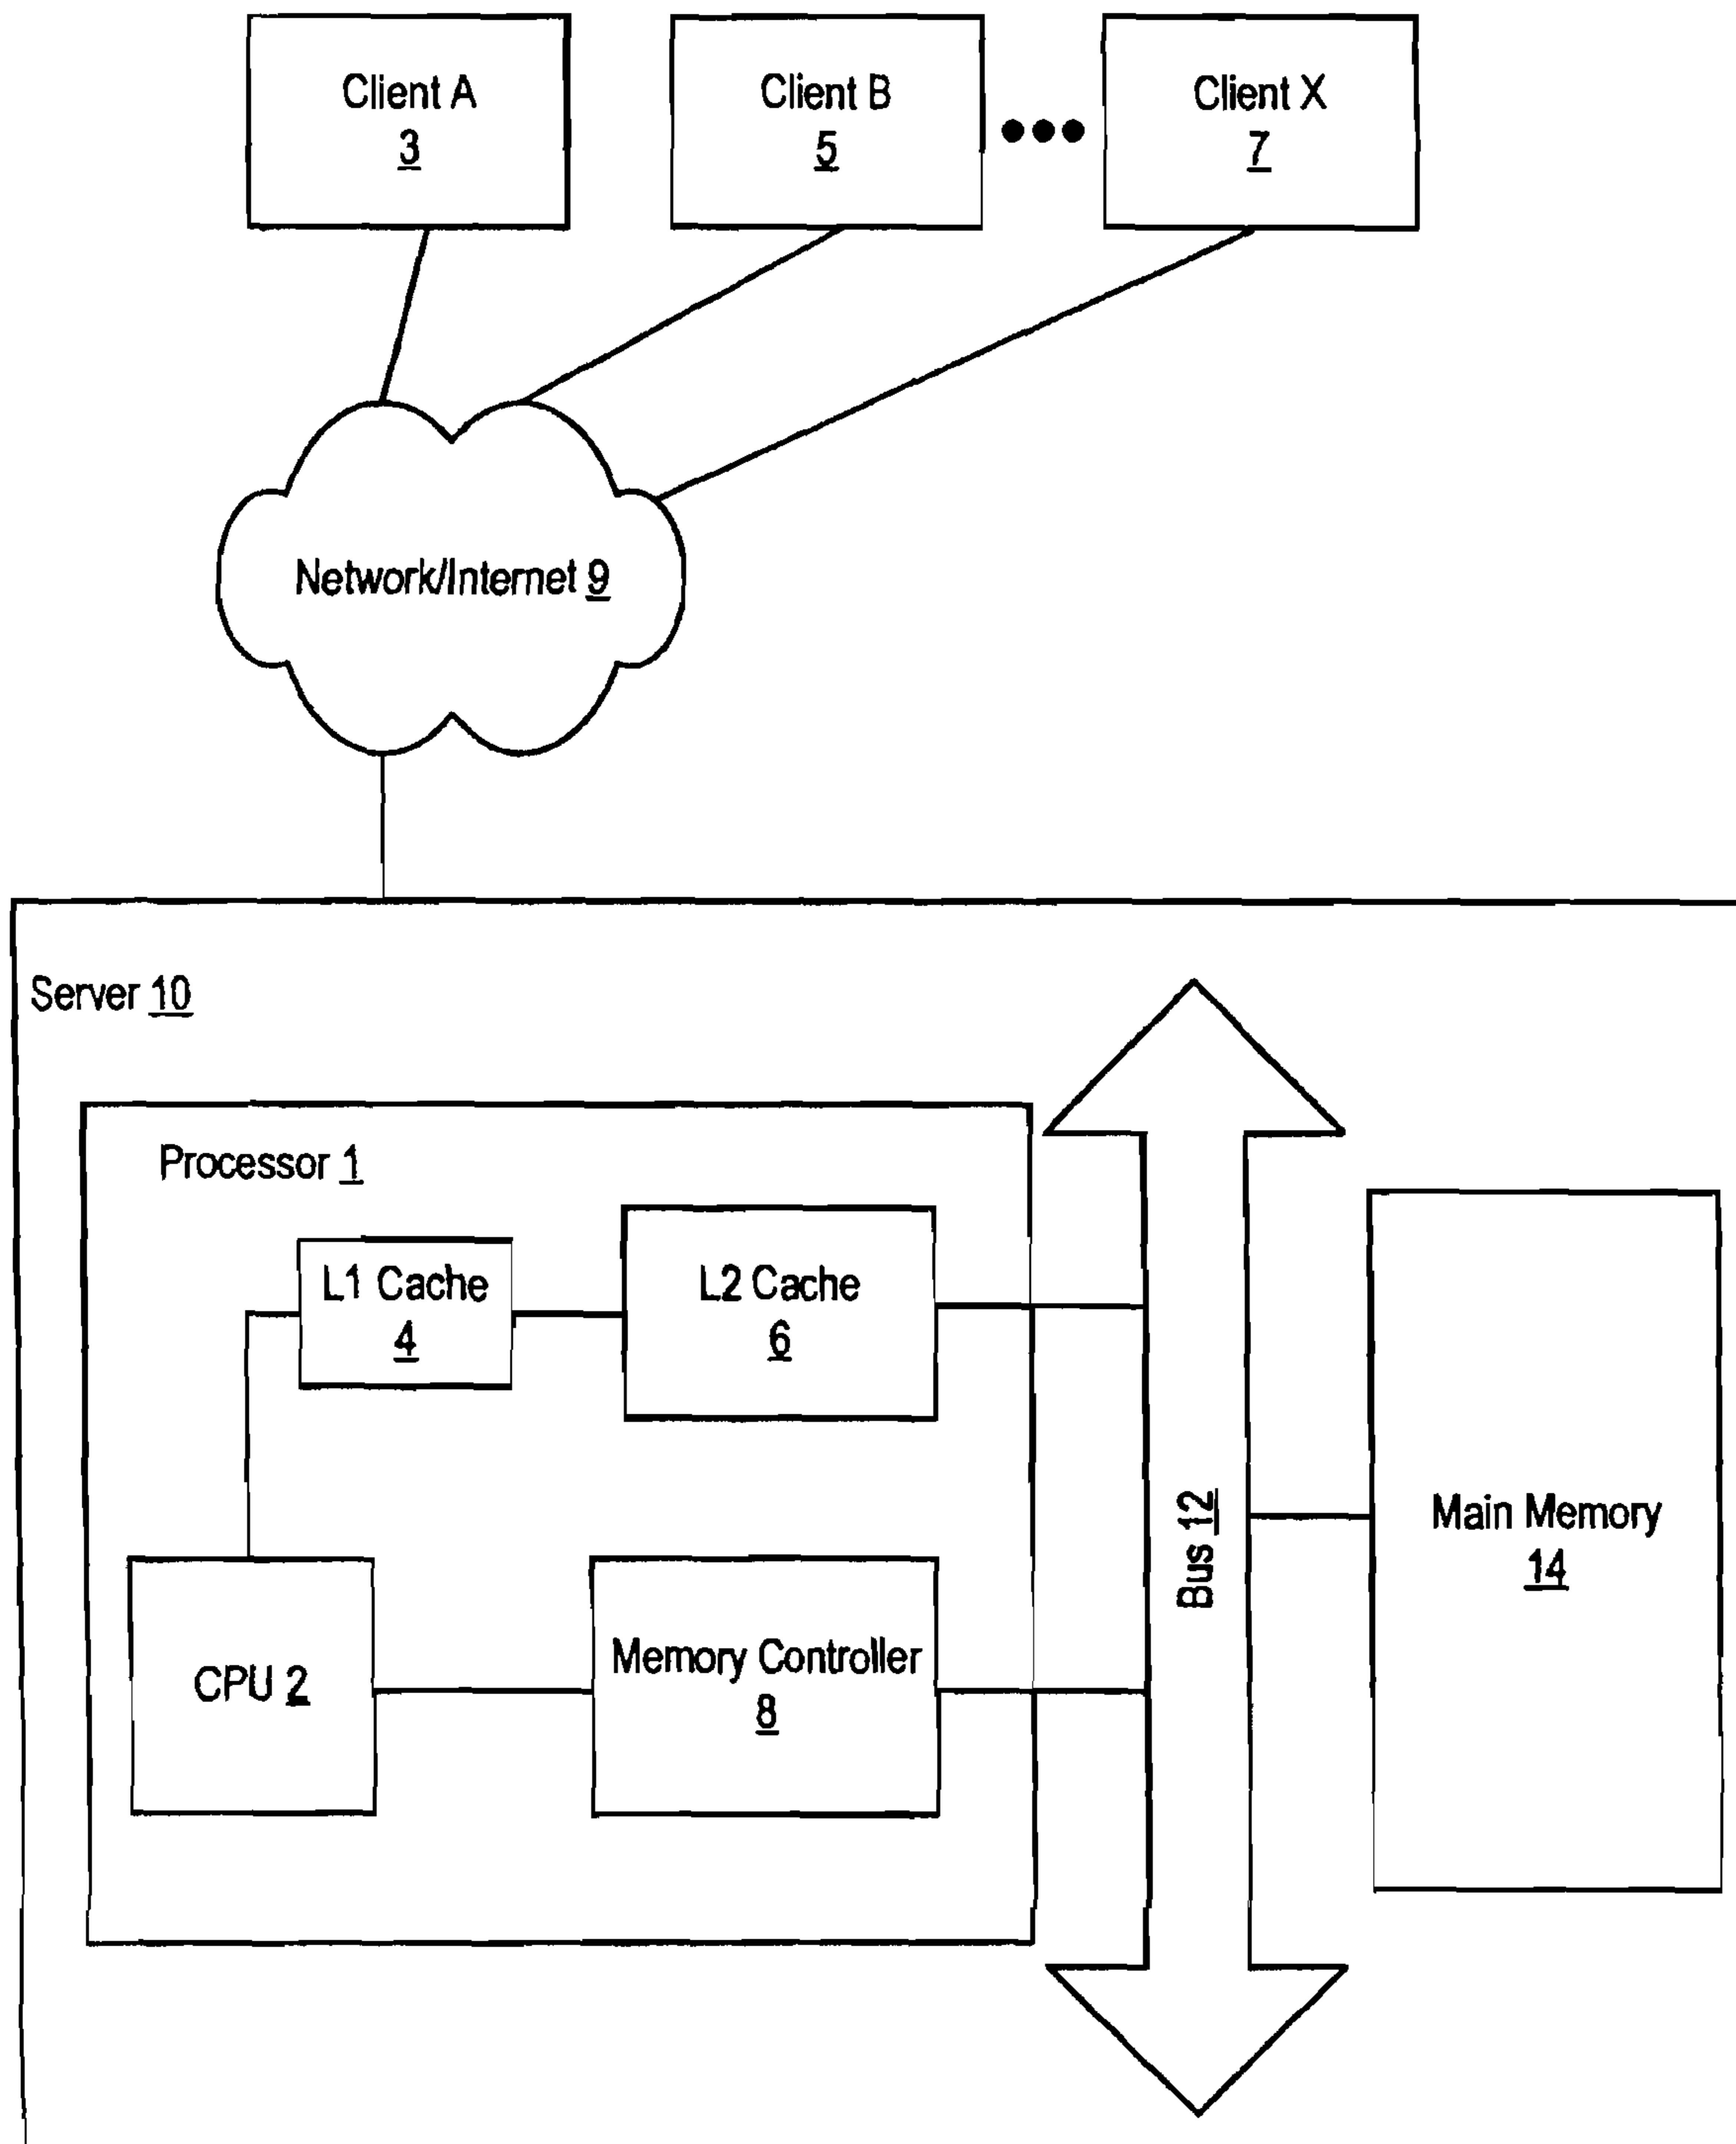 Client A
3
Client B
5
Client X
7
Network/Internet 9
Server 10
Processor 1
L1 Cache
4
L2 Cache
6
CPU 2
Memory Controller
8
Bus 12
Main Memory
14